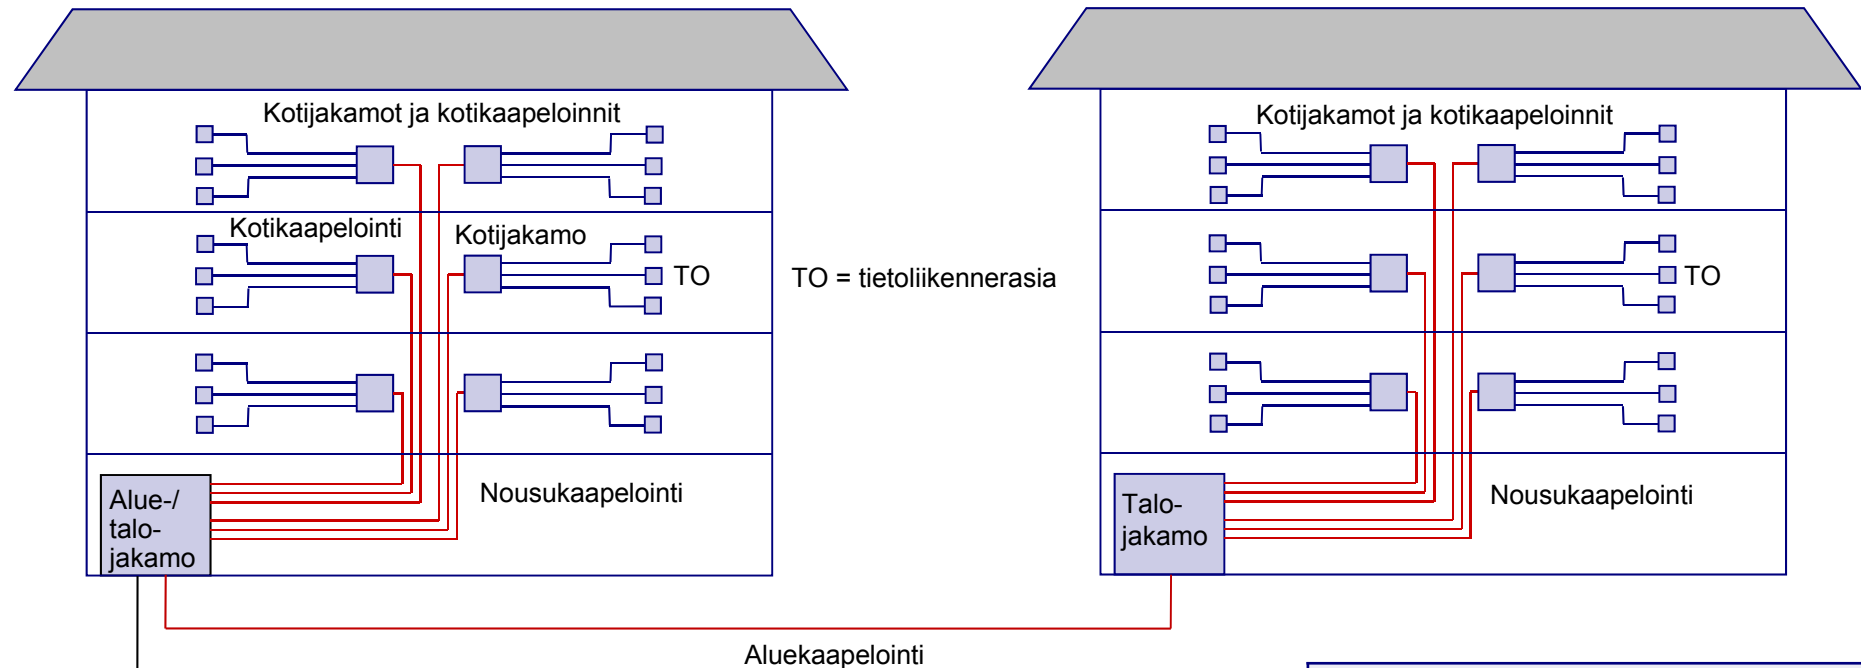 Kotijakamot ja kotikaapeloinnit
Kotikaapelointi
Kotijakamo
TO
TO = tietoliikennerasia
Alue-/
talo-
jakamo
Nousukaapelointi
Kotijakamot ja kotikaapeloinnit
TO
Talo-
jakamo
Nousukaapelointi
Aluekaapelointi